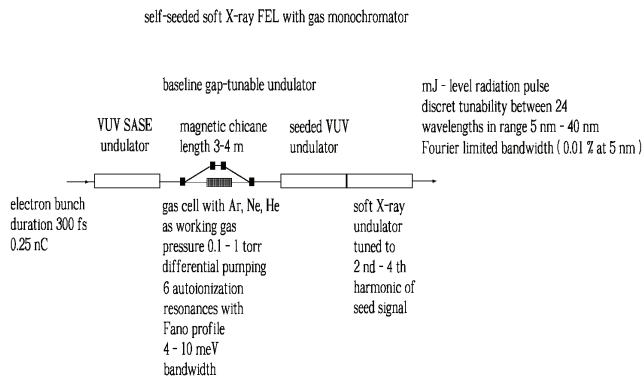 self-seeded soft X-ray FEL with gas monochromator
baseline gap-tunable undulator
mJ - level radiation pulse
discret tunability between 24
wavelengths in range 5 nm - 40 nm
Fourier limited bandwidth ( 0.01 % at 5 nm )
VUV SASE
undulator
magnetic chicane
length 3-4 m
seeded VUV
undulator
electron bunch
duration 300 fs
0.25 nC
gas cell with Ar, Ne, He
as working gas
pressure 0.1 - 1 torr
differential pumping
6 autoionization
resonances with
Fano profile
4 - 10 meV
bandwidth
soft X-ray
undulator
tuned to
2 nd - 4 th
harmonic of
seed signal